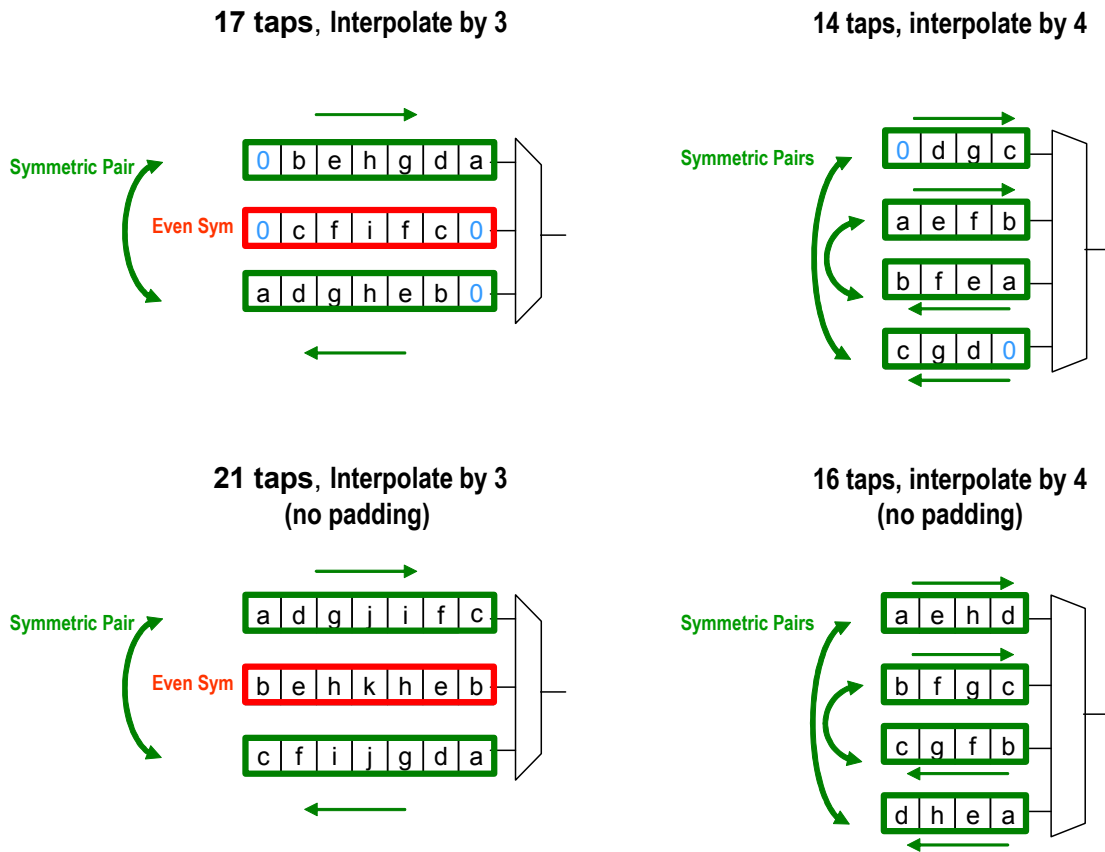 17 taps, Interpolate by 3
Symmetric Pair
0 b e h g d a
Even Sym
0 c f i f c 0
a d g h e b 0
14 taps, interpolate by 4
Symmetric Pairs
0 d g c
a e f b
b f e a
c g d 0
21 taps, Interpolate by 3
(no padding)
Symmetric Pair
a d g j i f c
Even Sym
b e h k h e b
c f i j g d a
16 taps, interpolate by 4
(no padding)
Symmetric Pairs
a e h d
b f g c
c g f b
d h e a